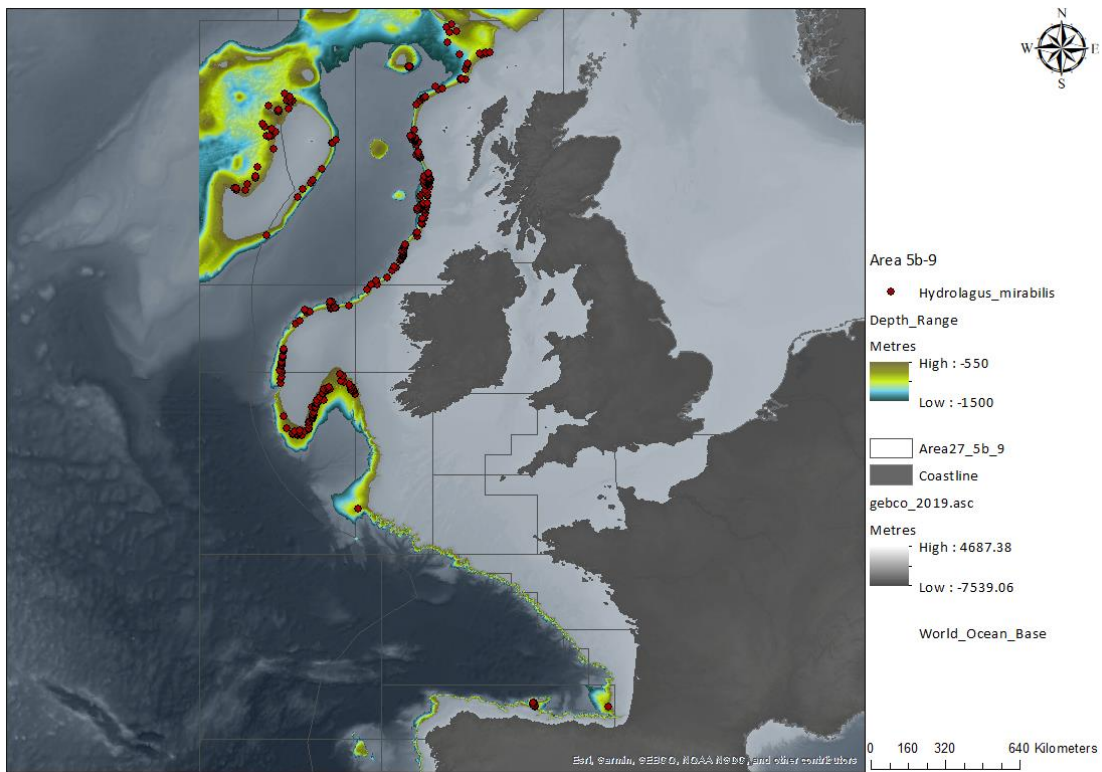 N
W E
S
Area 5b-9
Hydrolagus_mirabilis
Depth_Range
Metres
High : -550
Low : -1500
Area27_5b_9
Coastline
gebco_2019.asc
Metres
High : 4687.38
Low : -7539.06
World_Ocean_Base
0 160 320 640 Kilometers
Esri, Garmin, GEBCO, NOAA NGDC, and other contributors